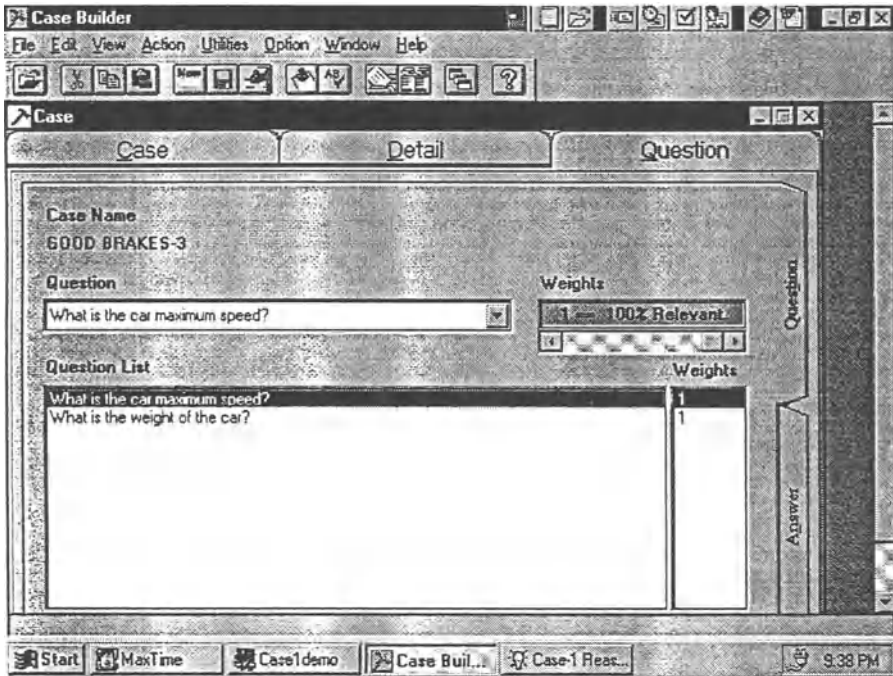 Case Builder
File Edit View Action Utilities Option Window Help
Case
Case Detail Question
Case Name
GOOD BRAKES-3
Question Weights
What is the car maximum speed? 1 -- 100% Relevant
Question List Weights
What is the car maximum speed? 1
What is the weight of the car? 1
Question
Answer
Start MaxTime Case1demo Case Buil... Case-1 Reas... 9:38 PM